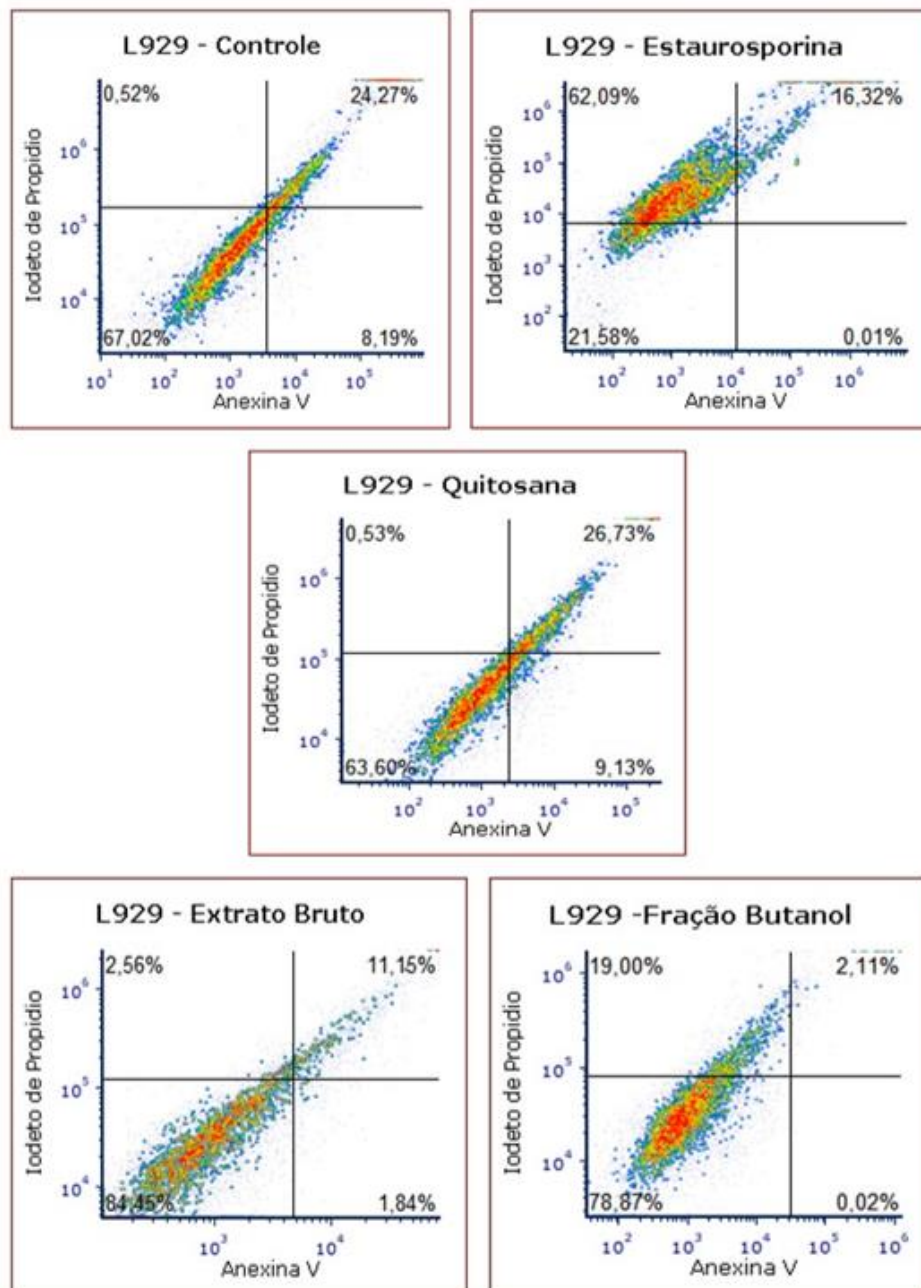 L929 - Controle
0,52%
24,27%
10⁶
10⁵
10⁴
Iodeto de Propidio
67,02%
8,19%
10¹ 10² 10³ 10⁴ 10⁵
Anexina V
L929 - Estaurosporina
62,09%
16,32%
10⁶
10⁵
10⁴
10³
10²
Iodeto de Propidio
21,58%
0,01%
10² 10³ 10⁴ 10⁵ 10⁶
Anexina V
L929 - Quitosana
0,53%
26,73%
10⁶
10⁵
10⁴
Iodeto de Propidio
63,60%
9,13%
10² 10³ 10⁴ 10⁵
Anexina V
L929 - Extrato Bruto
2,56%
11,15%
10⁶
10⁵
10⁴
Iodeto de Propidio
84,45%
1,84%
10³ 10⁴
Anexina V
L929 -Fração Butanol
19,00%
2,11%
10⁶
10⁵
10⁴
Iodeto de Propidio
78,87%
0,02%
10² 10³ 10⁴ 10⁵ 10⁶
Anexina V